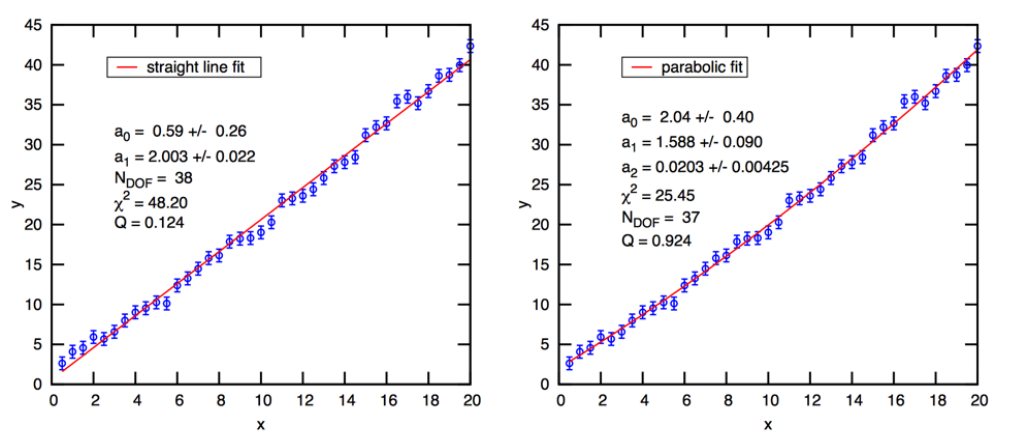 45
40
35
30
25
20
15
10
5
0
y
straight line fit
a0 = 0.59 +/- 0.26
a1 = 2.003 +/- 0.022
NDOF = 38
χ2 = 48.20
Q = 0.124
0 2 4 6 8 10 12 14 16 18 20
x
45
40
35
30
25
20
15
10
5
0
y
parabolic fit
a0 = 2.04 +/- 0.40
a1 = 1.588 +/- 0.090
a2 = 0.0203 +/- 0.00425
χ2 = 25.45
NDOF = 37
Q = 0.924
0 2 4 6 8 10 12 14 16 18 20
x